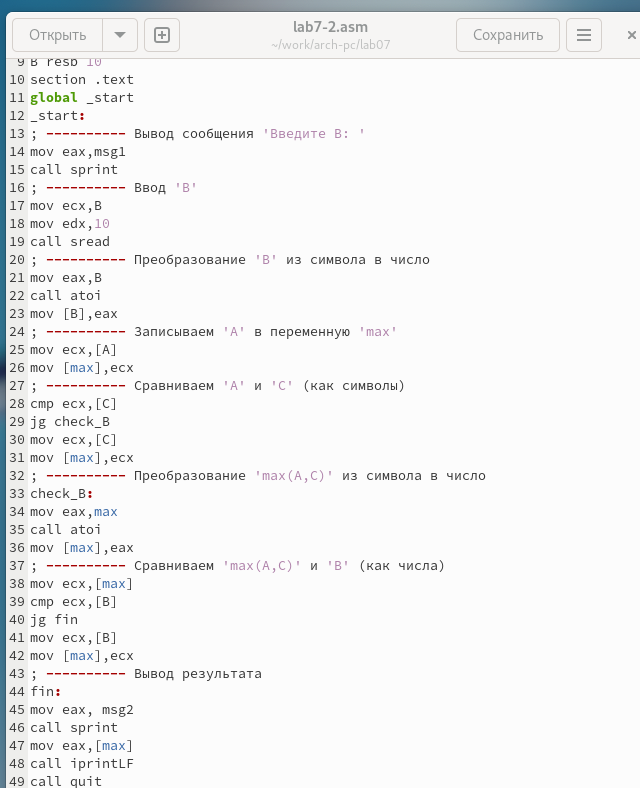 Открыть
lab7-2.asm
~/work/arch-pc/lab07
Сохранить
9 B resb 10
10 section .text
11 global _start
12 _start:
13 ; ---------- Вывод сообщения 'Введите B: '
14 mov eax,msg1
15 call sprint
16 ; ---------- Ввод 'B'
17 mov ecx,B
18 mov edx,10
19 call sread
20 ; ---------- Преобразование 'B' из символа в число
21 mov eax,B
22 call atoi
23 mov [B],eax
24 ; ---------- Записываем 'A' в переменную 'max'
25 mov ecx,[A]
26 mov [max],ecx
27 ; ---------- Сравниваем 'A' и 'C' (как символы)
28 cmp ecx,[C]
29 jg check_B
30 mov ecx,[C]
31 mov [max],ecx
32 ; ---------- Преобразование 'max(A,C)' из символа в число
33 check_B:
34 mov eax,max
35 call atoi
36 mov [max],eax
37 ; ---------- Сравниваем 'max(A,C)' и 'B' (как числа)
38 mov ecx,[max]
39 cmp ecx,[B]
40 jg fin
41 mov ecx,[B]
42 mov [max],ecx
43 ; ---------- Вывод результата
44 fin:
45 mov eax, msg2
46 call sprint
47 mov eax,[max]
48 call iprintLF
49 call quit